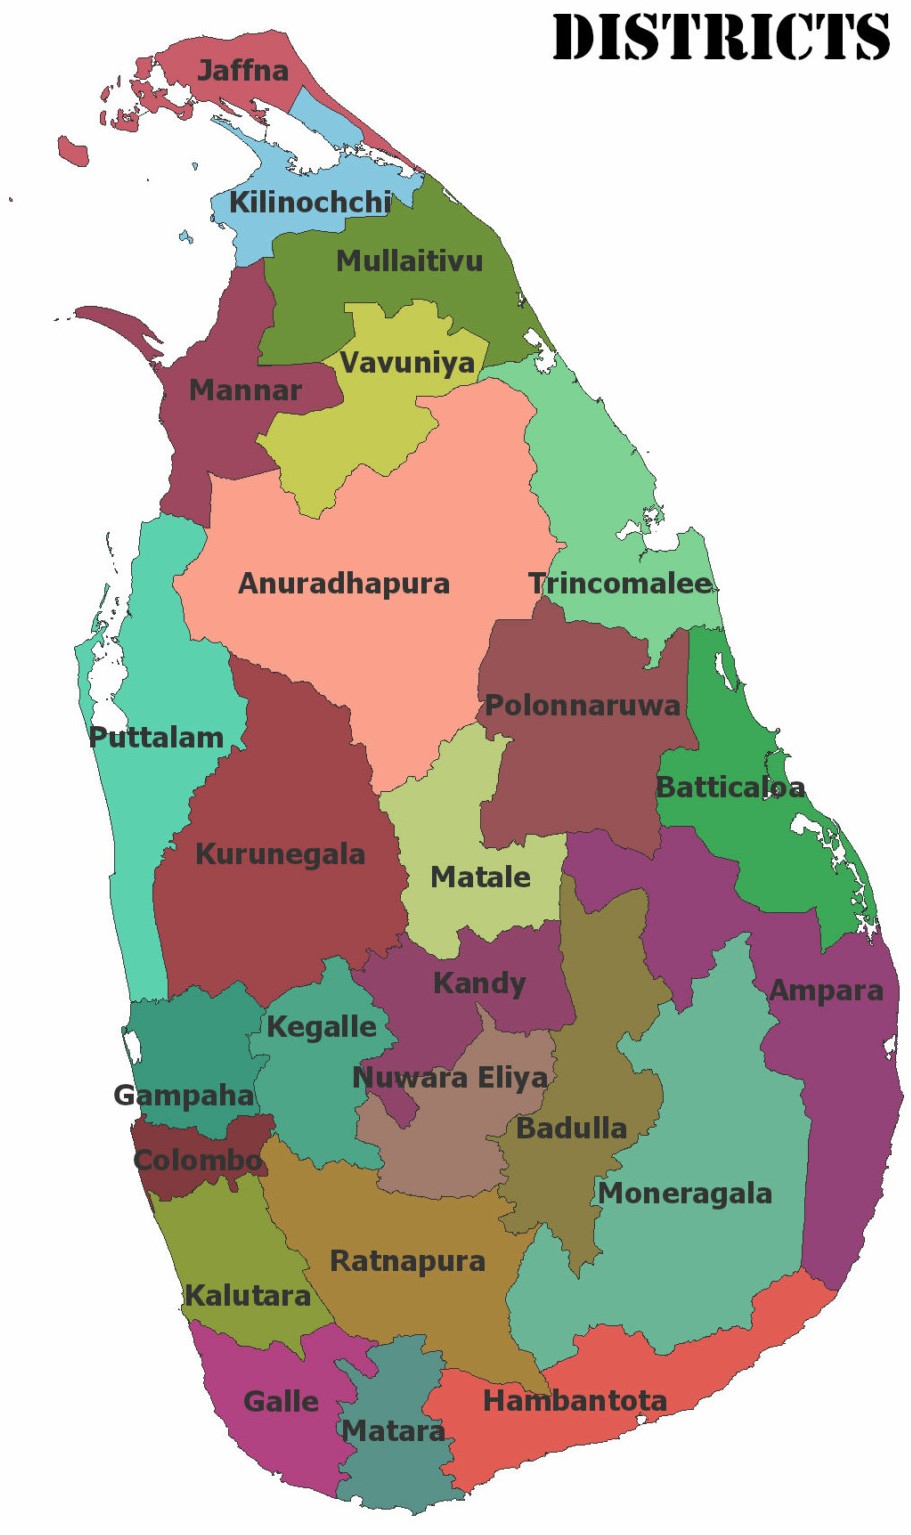 DISTRICTS
Jaffna
Kilinochchi
Mullaitivu
Vavuniya
Mannar
Anuradhapura
Trincomalee
Polonnaruwa
Puttalam
Batticaloa
Kurunegala
Matale
Kandy
Ampara
Kegalle
Nuwara Eliya
Gampaha
Badulla
Colombo
Moneragala
Ratnapura
Kalutara
Galle
Hambantota
Matara